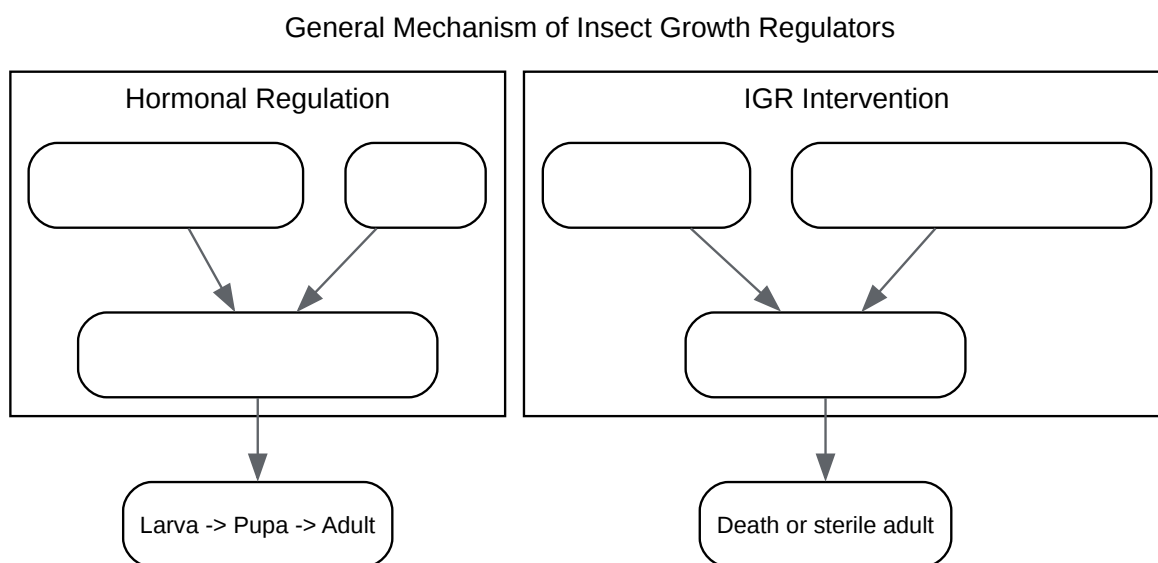 General Mechanism of Insect Growth Regulators
Hormonal Regulation
IGR Intervention
Larva -> Pupa -> Adult
Death or sterile adult